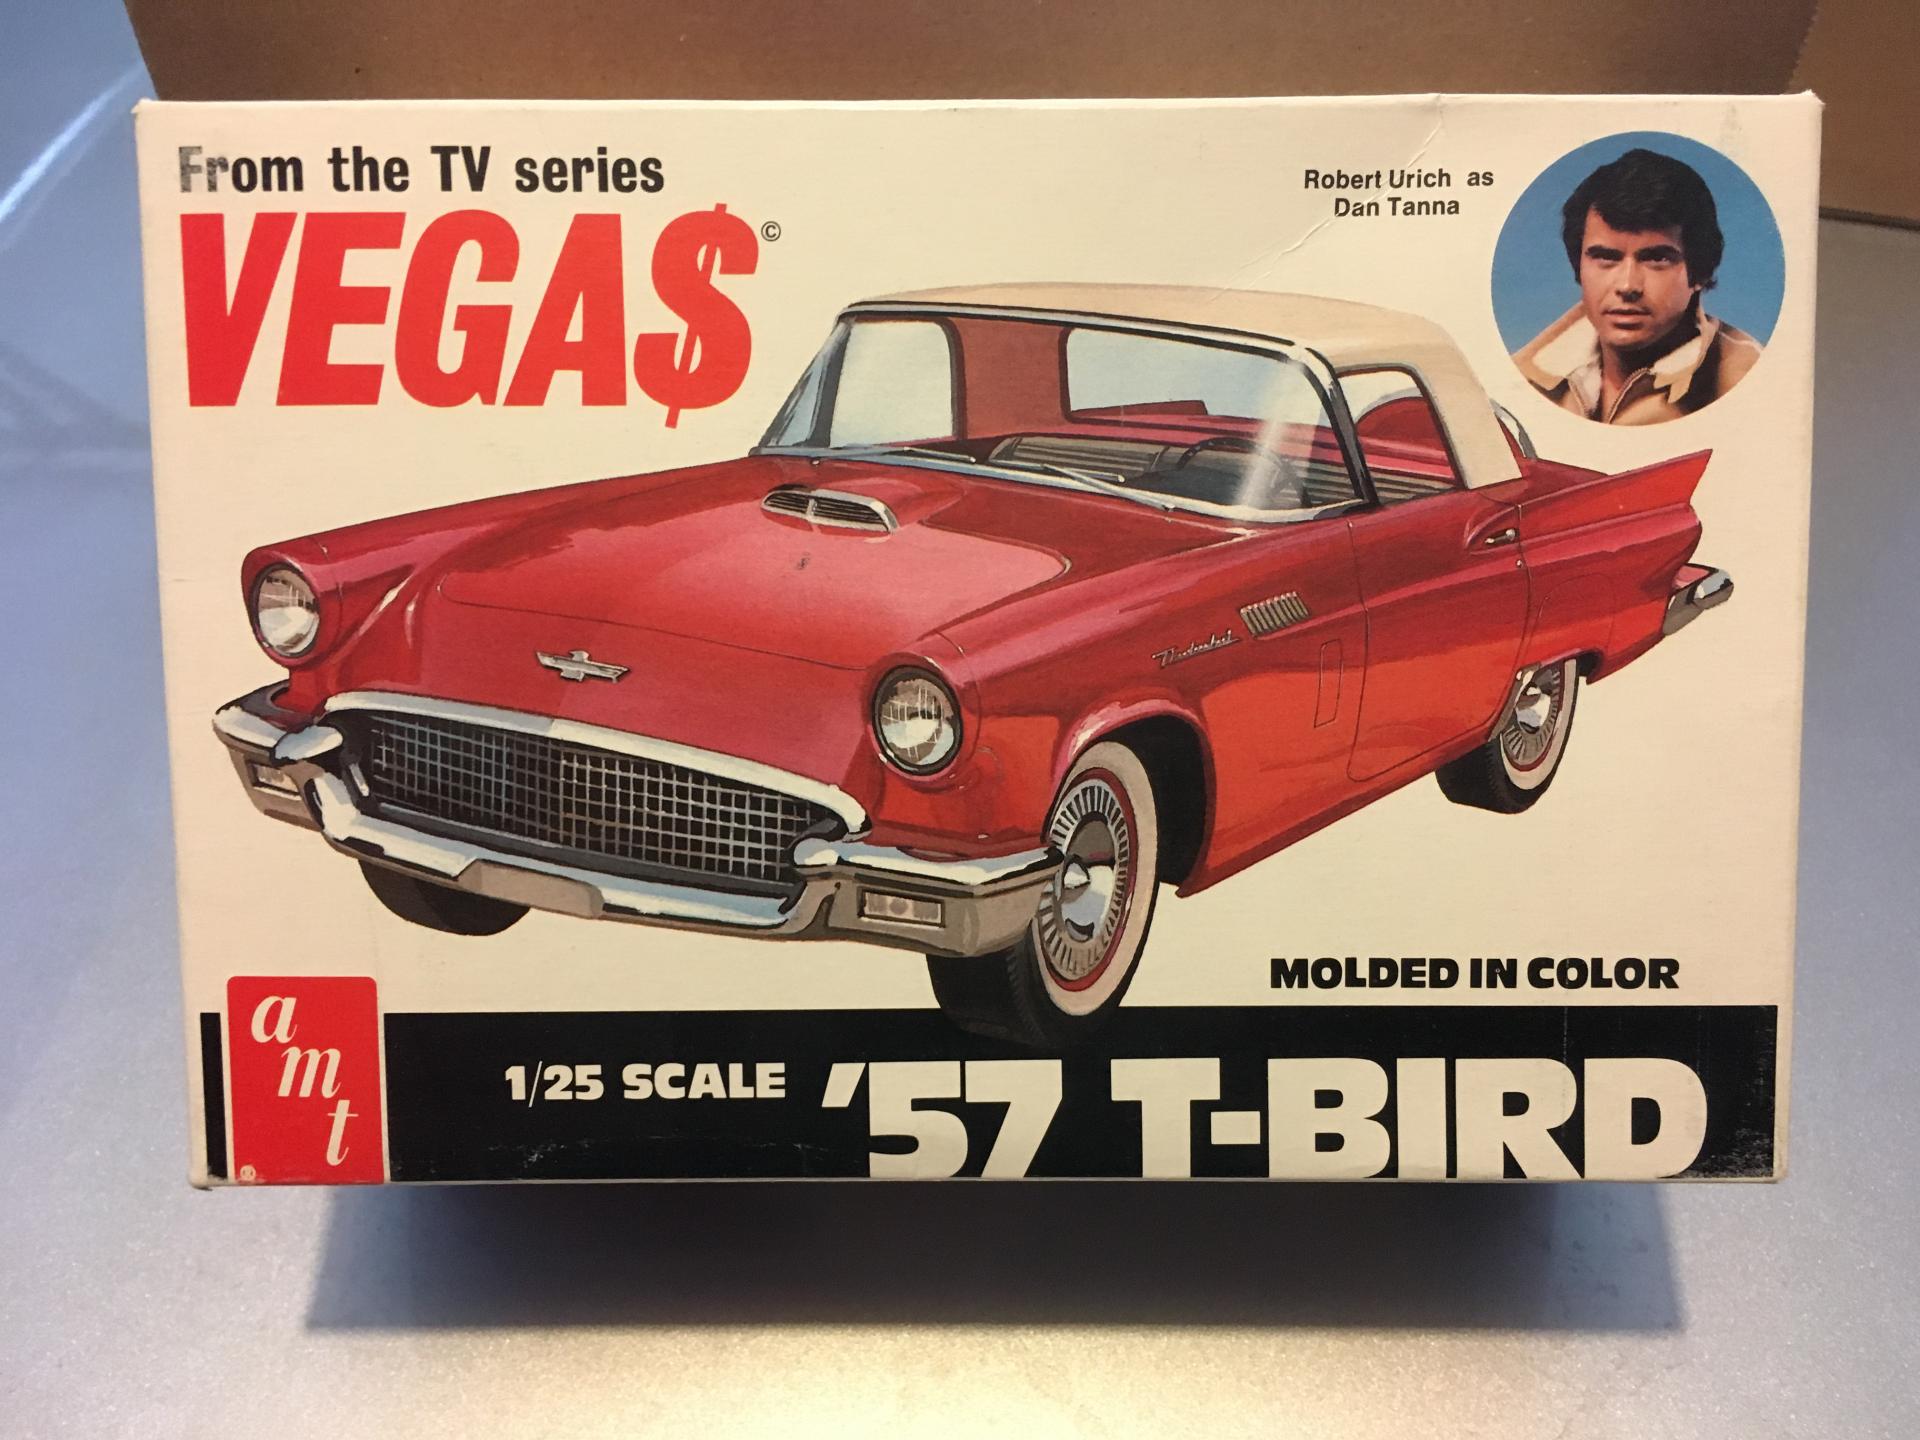 From the TV series
VEGA$©
Robert Urich as
Dan Tanna
Thunderbird
MOLDED IN COLOR
amt
1/25 SCALE '57 T-BIRD